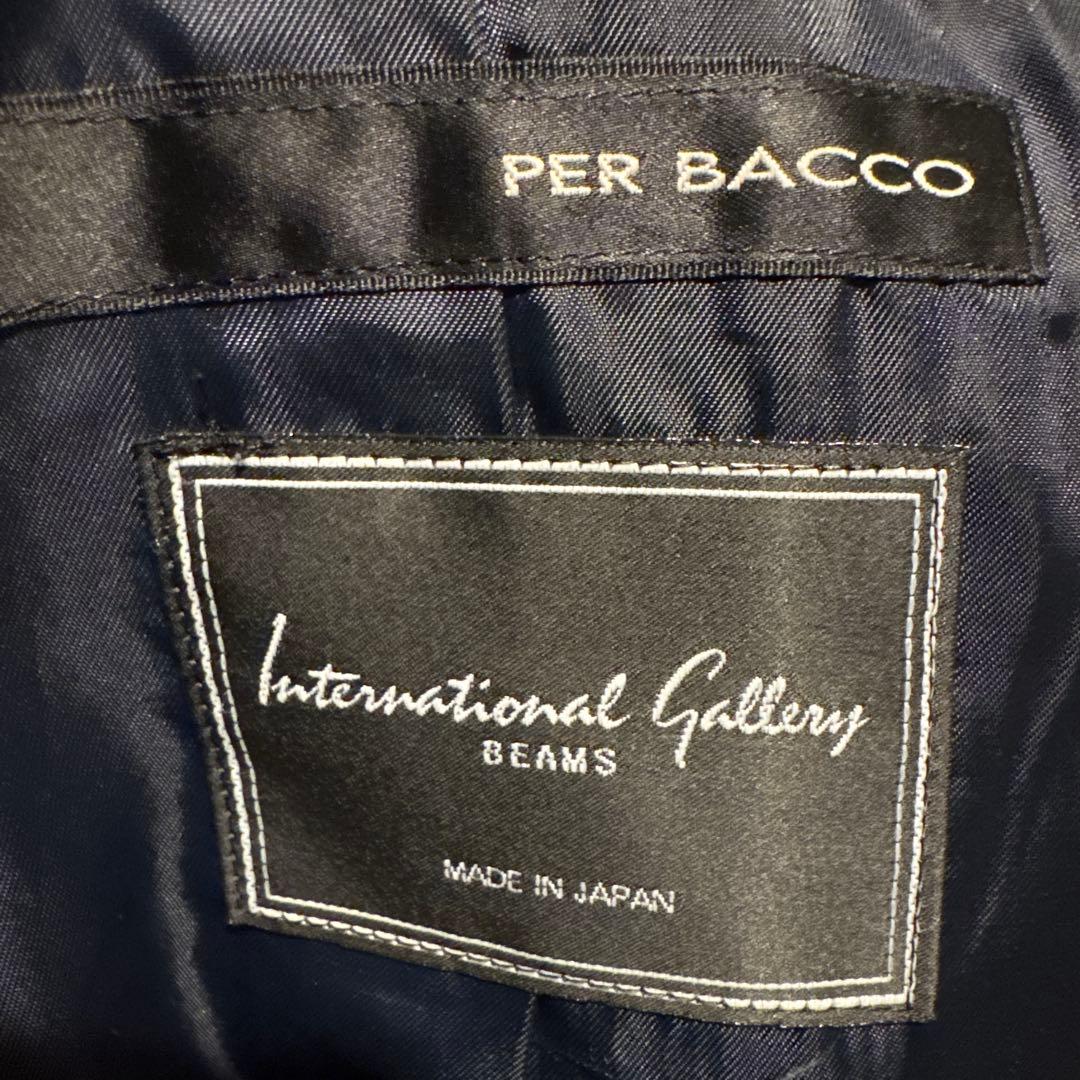 PER BACCO
International Gallery
BEAMS
MADE IN JAPAN